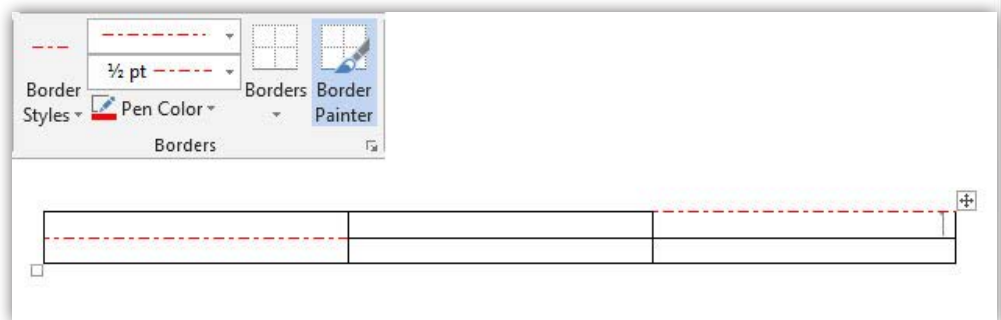 ½ pt
Border
Styles
Pen Color
Borders
Border
Painter
Borders